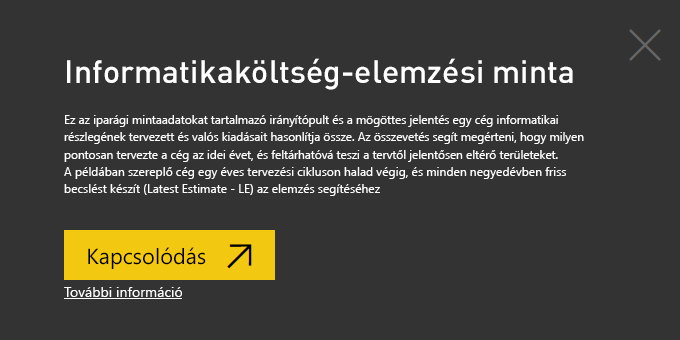 Informatikaköltség-elemzési minta
Ez az iparági mintaadatokat tartalmazó irányítópult és a mögöttes jelentés egy cég informatikai
részlegének tervezett és valós kiadásait hasonlítja össze. Az összevetés segít megérteni, hogy milyen
pontosan tervezte a cég az idei évet, és feltárhatóvá teszi a tervtől jelentősen eltérő területeket.
A példában szereplő cég egy éves tervezési cikluson halad végig, és minden negyedévben friss
becslést készít (Latest Estimate - LE) az elemzés segítéséhez
Kapcsolódás
További információ